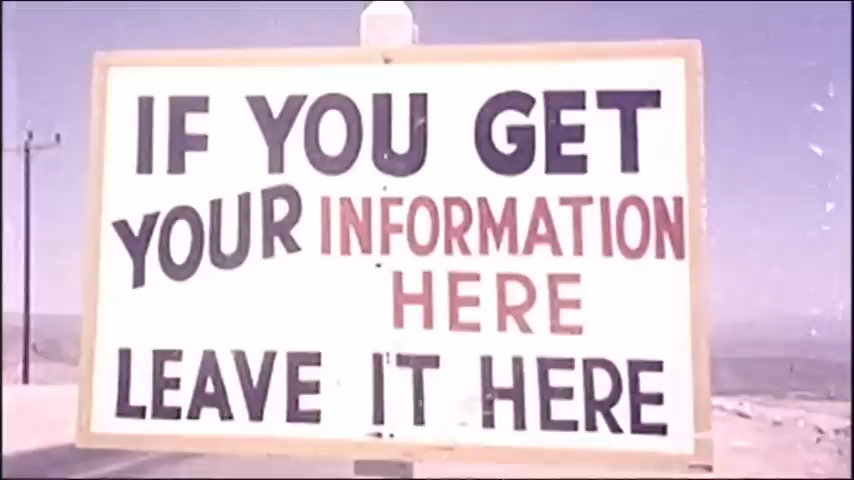 IF YOU GET
YOUR INFORMATION
HERE
LEAVE IT HERE